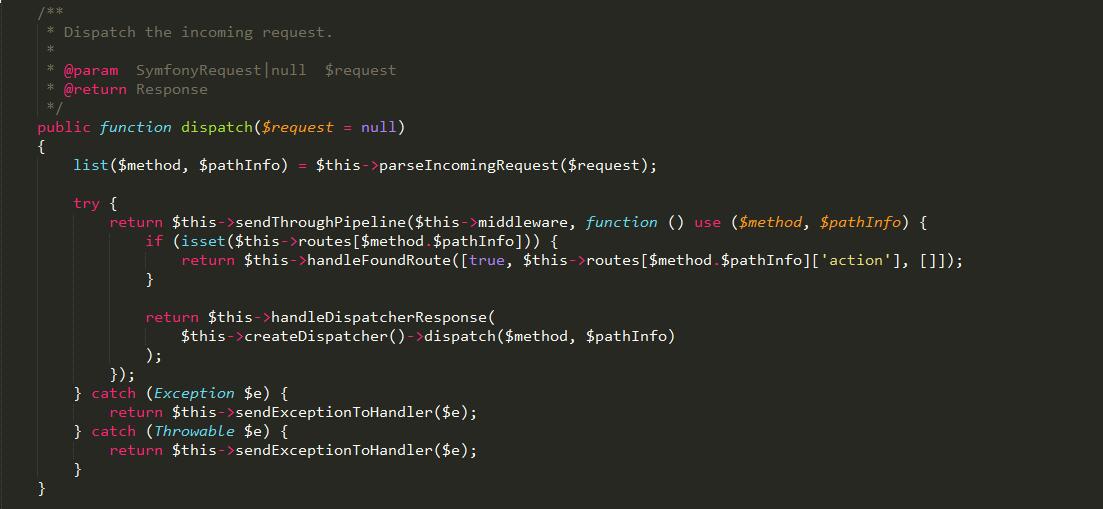 /**
 * Dispatch the incoming request.
 *
 * @param  SymfonyRequest|null  $request
 * @return Response
 */
public function dispatch($request = null)
{
    list($method, $pathInfo) = $this->parseIncomingRequest($request);

    try {
        return $this->sendThroughPipeline($this->middleware, function () use ($method, $pathInfo) {
            if (isset($this->routes[$method.$pathInfo])) {
                return $this->handleFoundRoute([true, $this->routes[$method.$pathInfo]['action'], []]);
            }

            return $this->handleDispatcherResponse(
                $this->createDispatcher()->dispatch($method, $pathInfo)
            );
        });
    } catch (Exception $e) {
        return $this->sendExceptionToHandler($e);
    } catch (Throwable $e) {
        return $this->sendExceptionToHandler($e);
    }
}